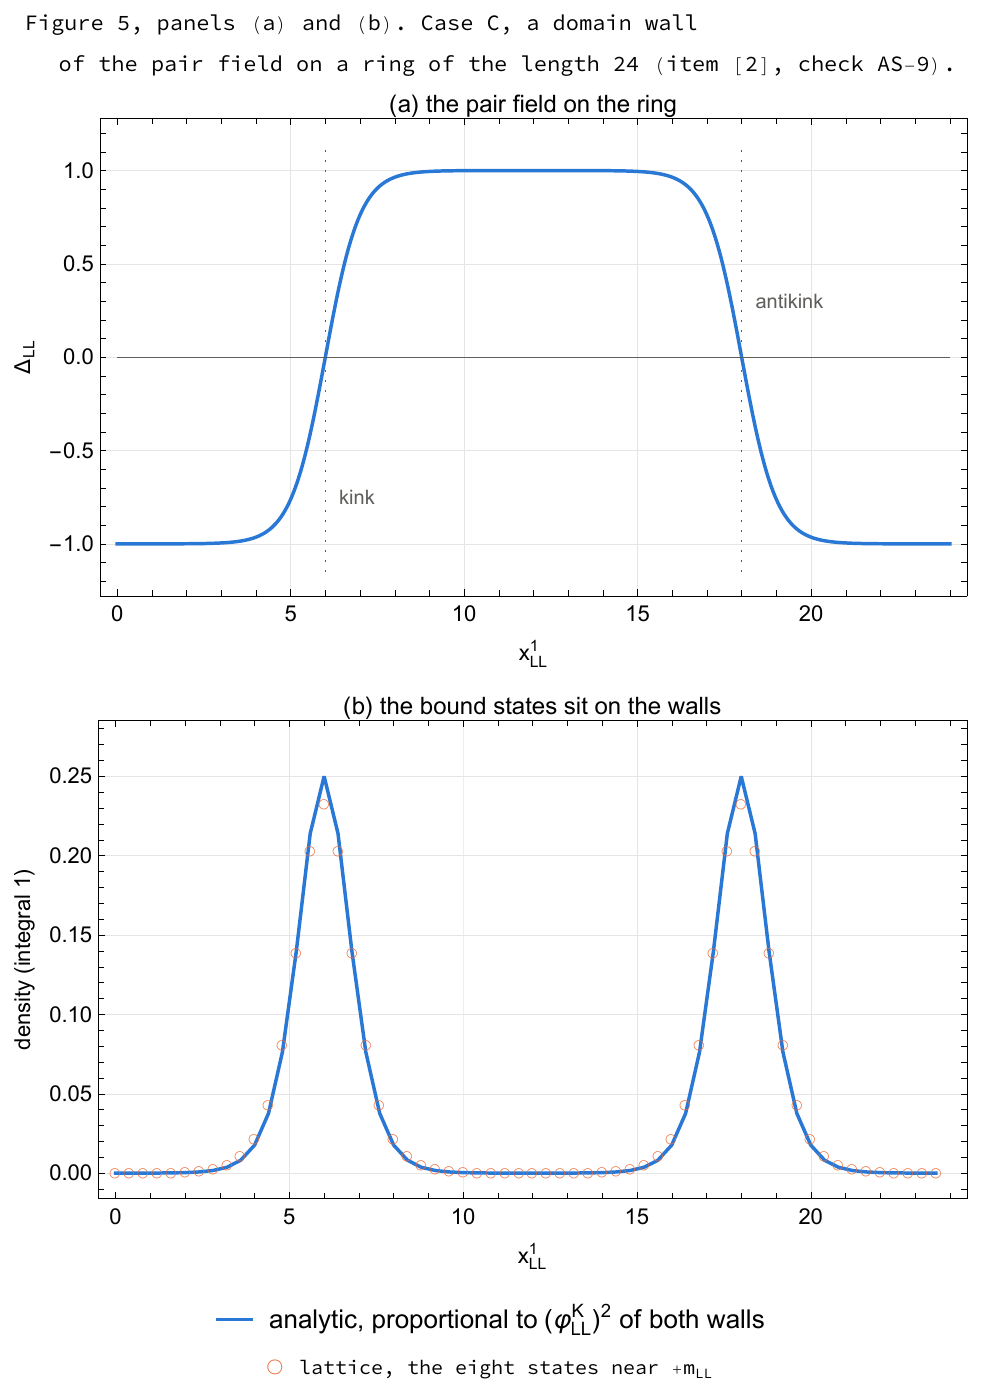 Figure 5, panels (a) and (b). Case C, a domain wall
of the pair field on a ring of the length 24 (item [2], check AS-9).
(a) the pair field on the ring
1.0
0.5
0.0
−0.5
−1.0
Δ_LL
kink
antikink
0 5 10 15 20
x^1_LL
(b) the bound states sit on the walls
0.25
0.20
0.15
0.10
0.05
0.00
density (integral 1)
0 5 10 15 20
x^1_LL
analytic, proportional to (φ^K_LL)^2 of both walls
lattice, the eight states near +m_LL